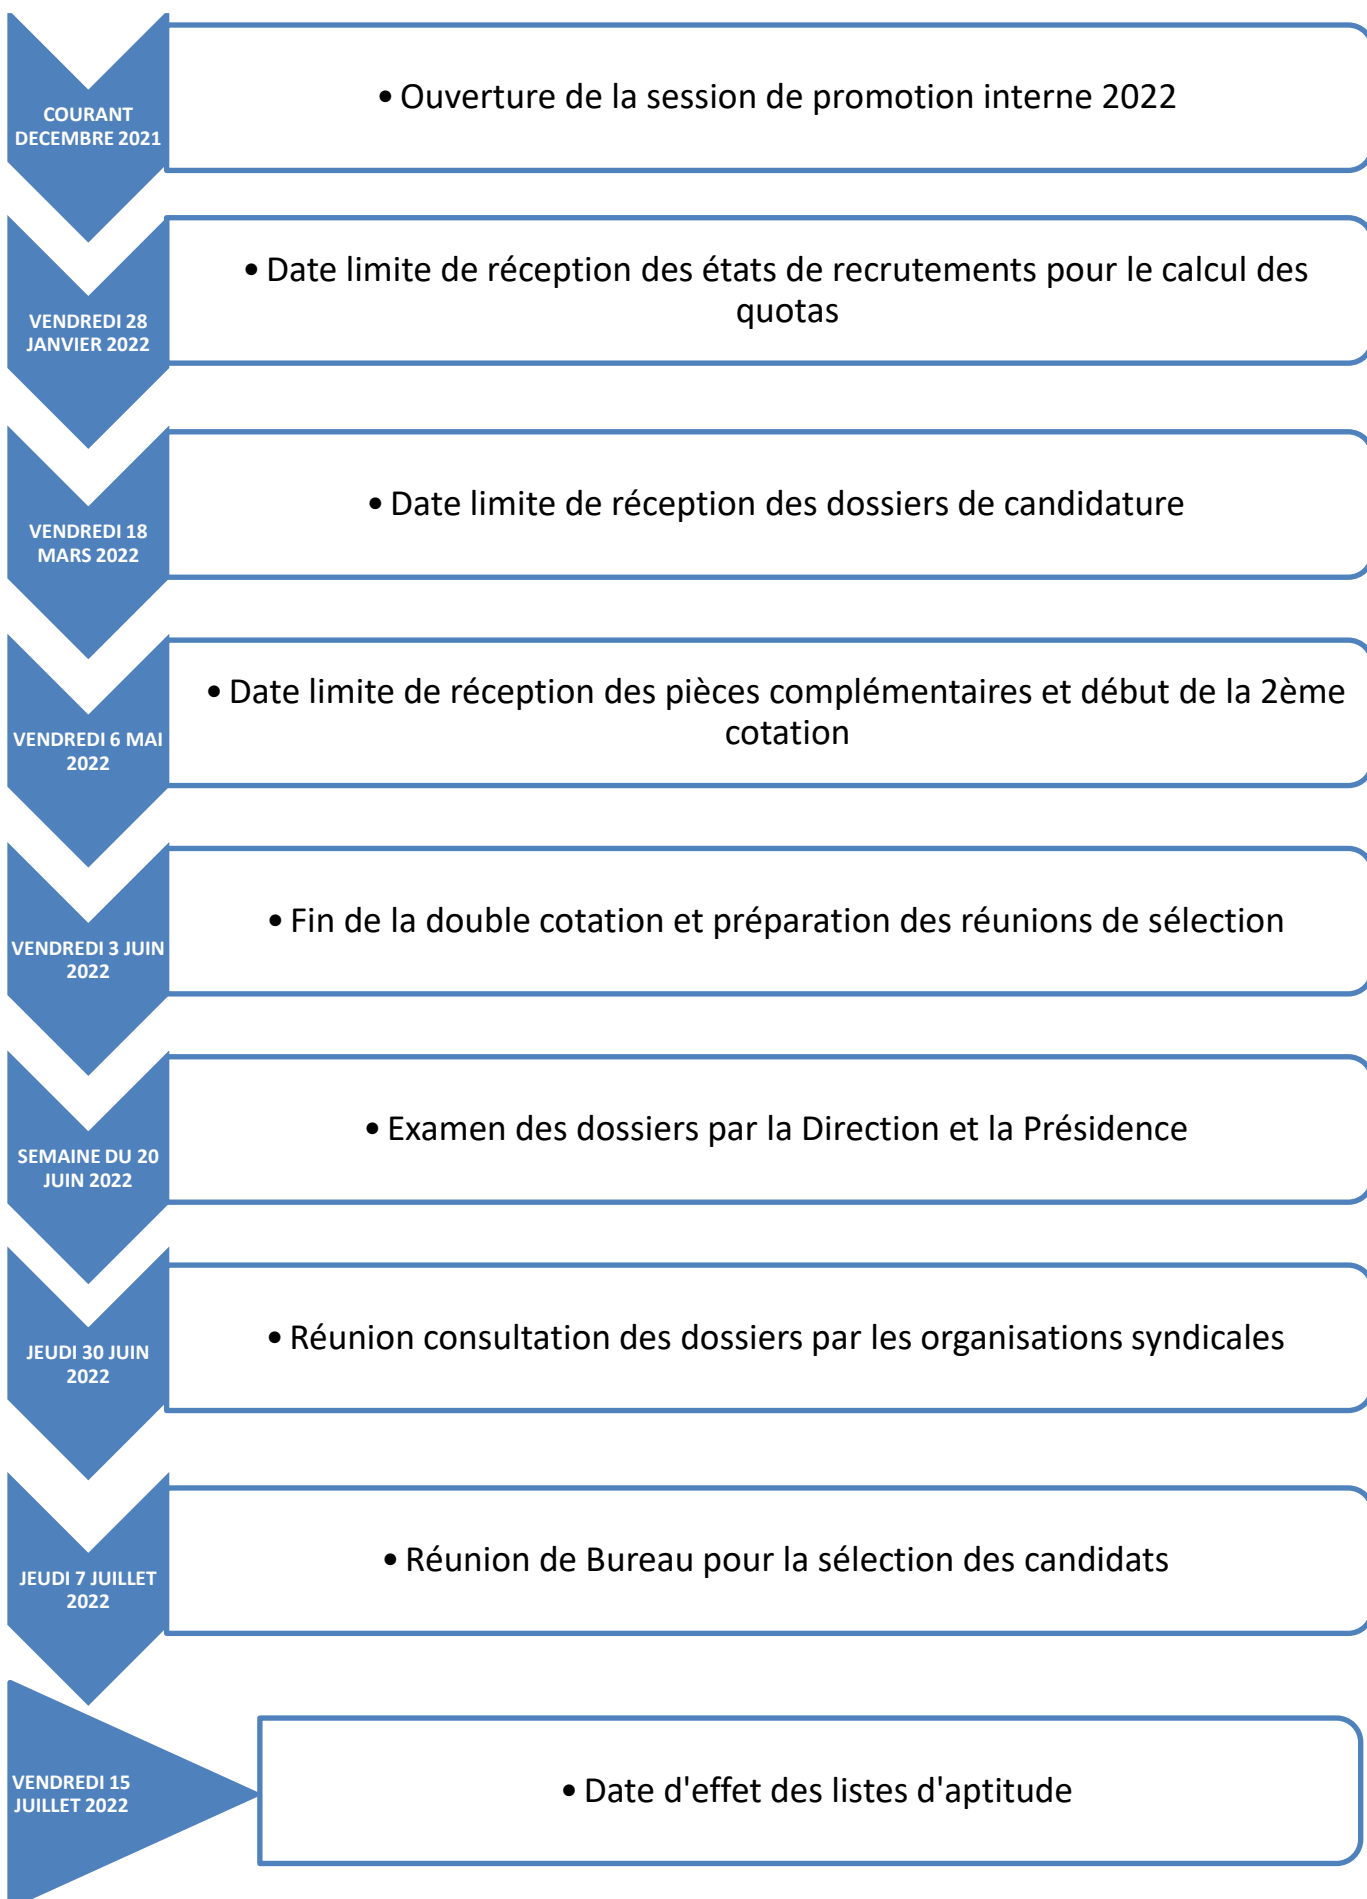 COURANT
DECEMBRE 2021
• Ouverture de la session de promotion interne 2022
VENDREDI 28
JANVIER 2022
• Date limite de réception des états de recrutements pour le calcul des
quotas
VENDREDI 18
MARS 2022
• Date limite de réception des dossiers de candidature
VENDREDI 6 MAI
2022
• Date limite de réception des pièces complémentaires et début de la 2ème
cotation
VENDREDI 3 JUIN
2022
• Fin de la double cotation et préparation des réunions de sélection
SEMAINE DU 20
JUIN 2022
• Examen des dossiers par la Direction et la Présidence
JEUDI 30 JUIN
2022
• Réunion consultation des dossiers par les organisations syndicales
JEUDI 7 JUILLET
2022
• Réunion de Bureau pour la sélection des candidats
VENDREDI 15
JUILLET 2022
• Date d'effet des listes d'aptitude